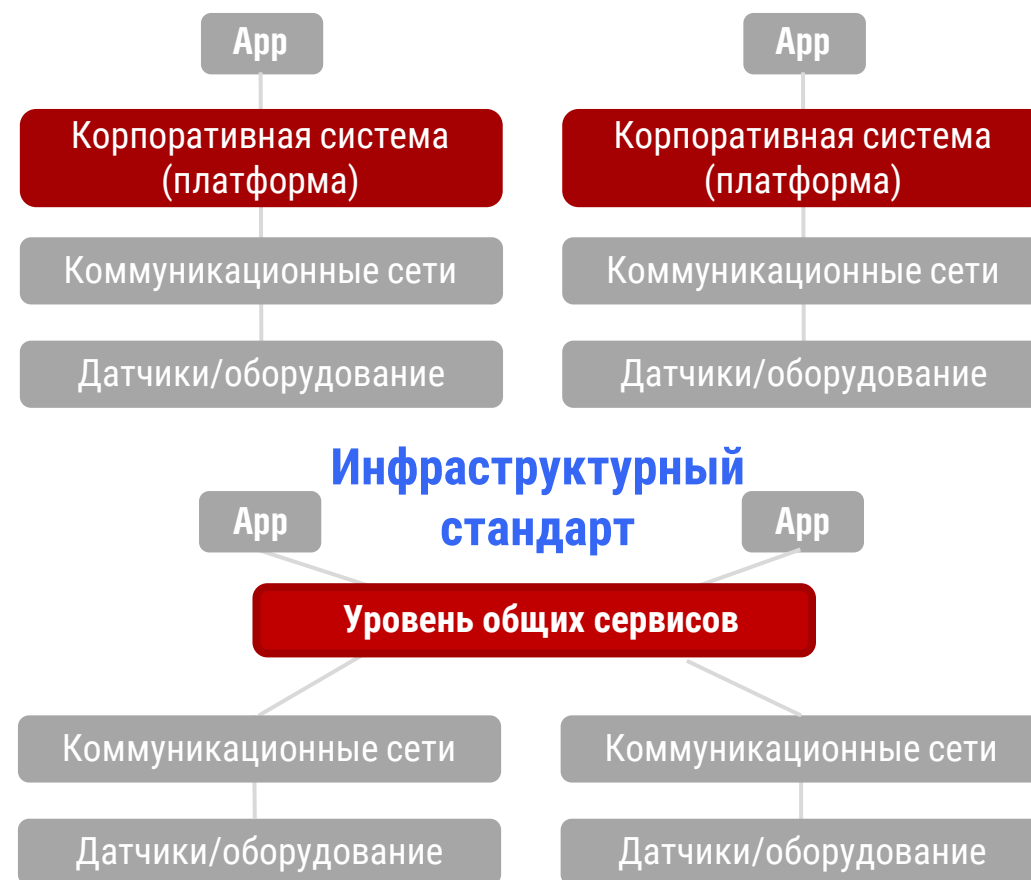 App
App
Корпоративная система
(платформа)
Корпоративная система
(платформа)
Коммуникационные сети
Коммуникационные сети
Датчики/оборудование
Датчики/оборудование
Инфраструктурный
стандарт
App
App
Уровень общих сервисов
Коммуникационные сети
Коммуникационные сети
Датчики/оборудование
Датчики/оборудование